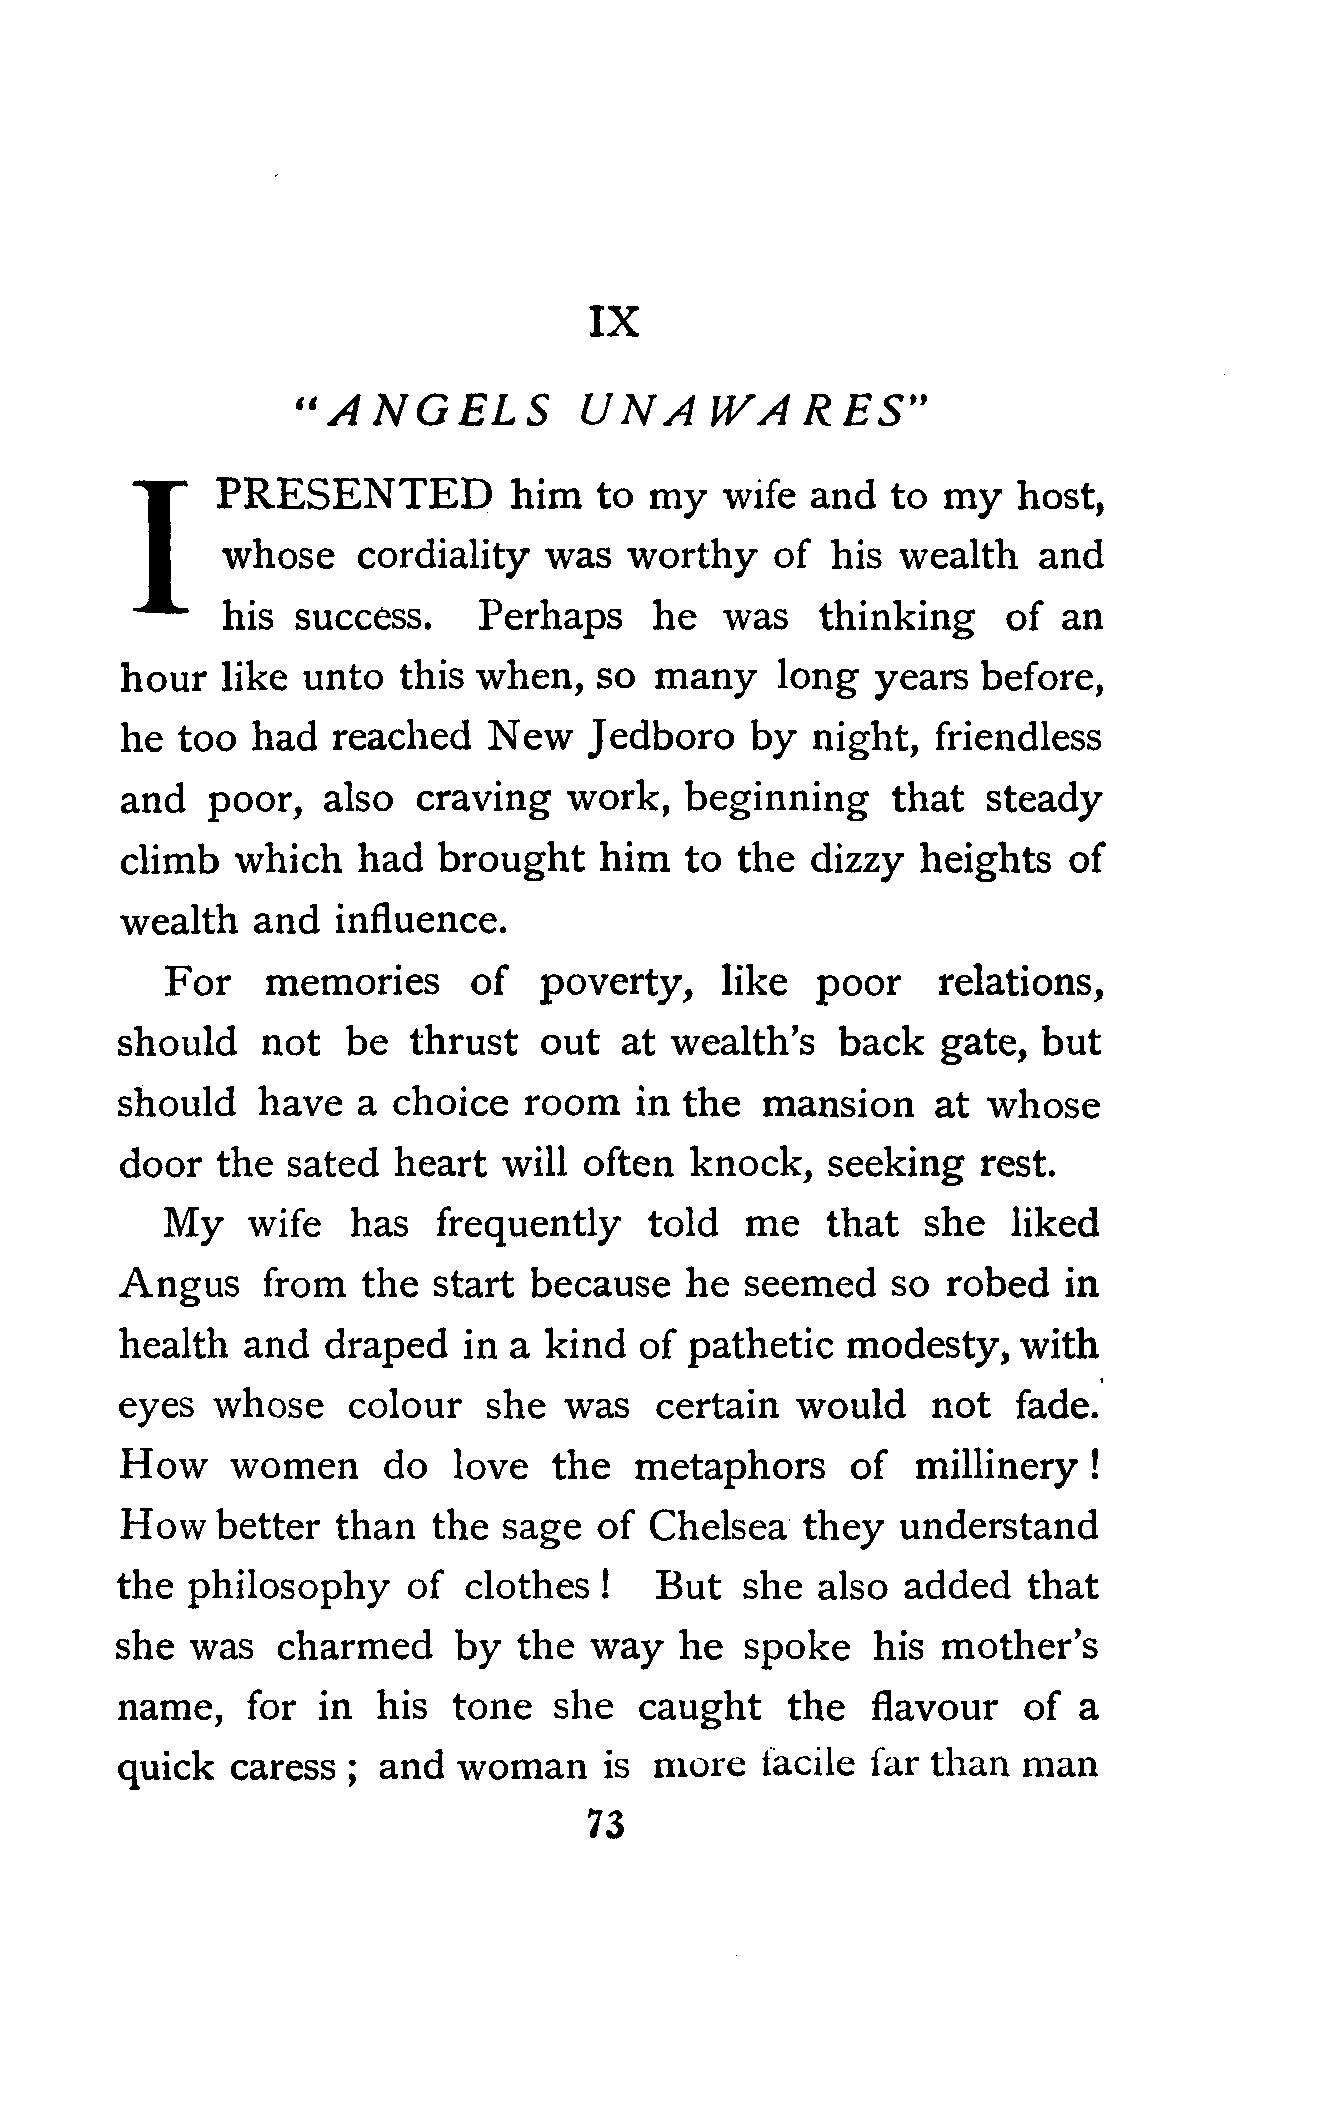 IX
"ANGELS UNAWARES"
I PRESENTED him to my wife and to my host,
whose cordiality was worthy of his wealth and
his success. Perhaps he was thinking of an
hour like unto this when, so many long years before,
he too had reached New Jedboro by night, friendless
and poor, also craving work, beginning that steady
climb which had brought him to the dizzy heights of
wealth and influence.
For memories of poverty, like poor relations,
should not be thrust out at wealth's back gate, but
should have a choice room in the mansion at whose
door the sated heart will often knock, seeking rest.
My wife has frequently told me that she liked
Angus from the start because he seemed so robed in
health and draped in a kind of pathetic modesty, with
eyes whose colour she was certain would not fade.
How women do love the metaphors of millinery !
How better than the sage of Chelsea they understand
the philosophy of clothes ! But she also added that
she was charmed by the way he spoke his mother's
name, for in his tone she caught the flavour of a
quick caress ; and woman is more facile far than man
73